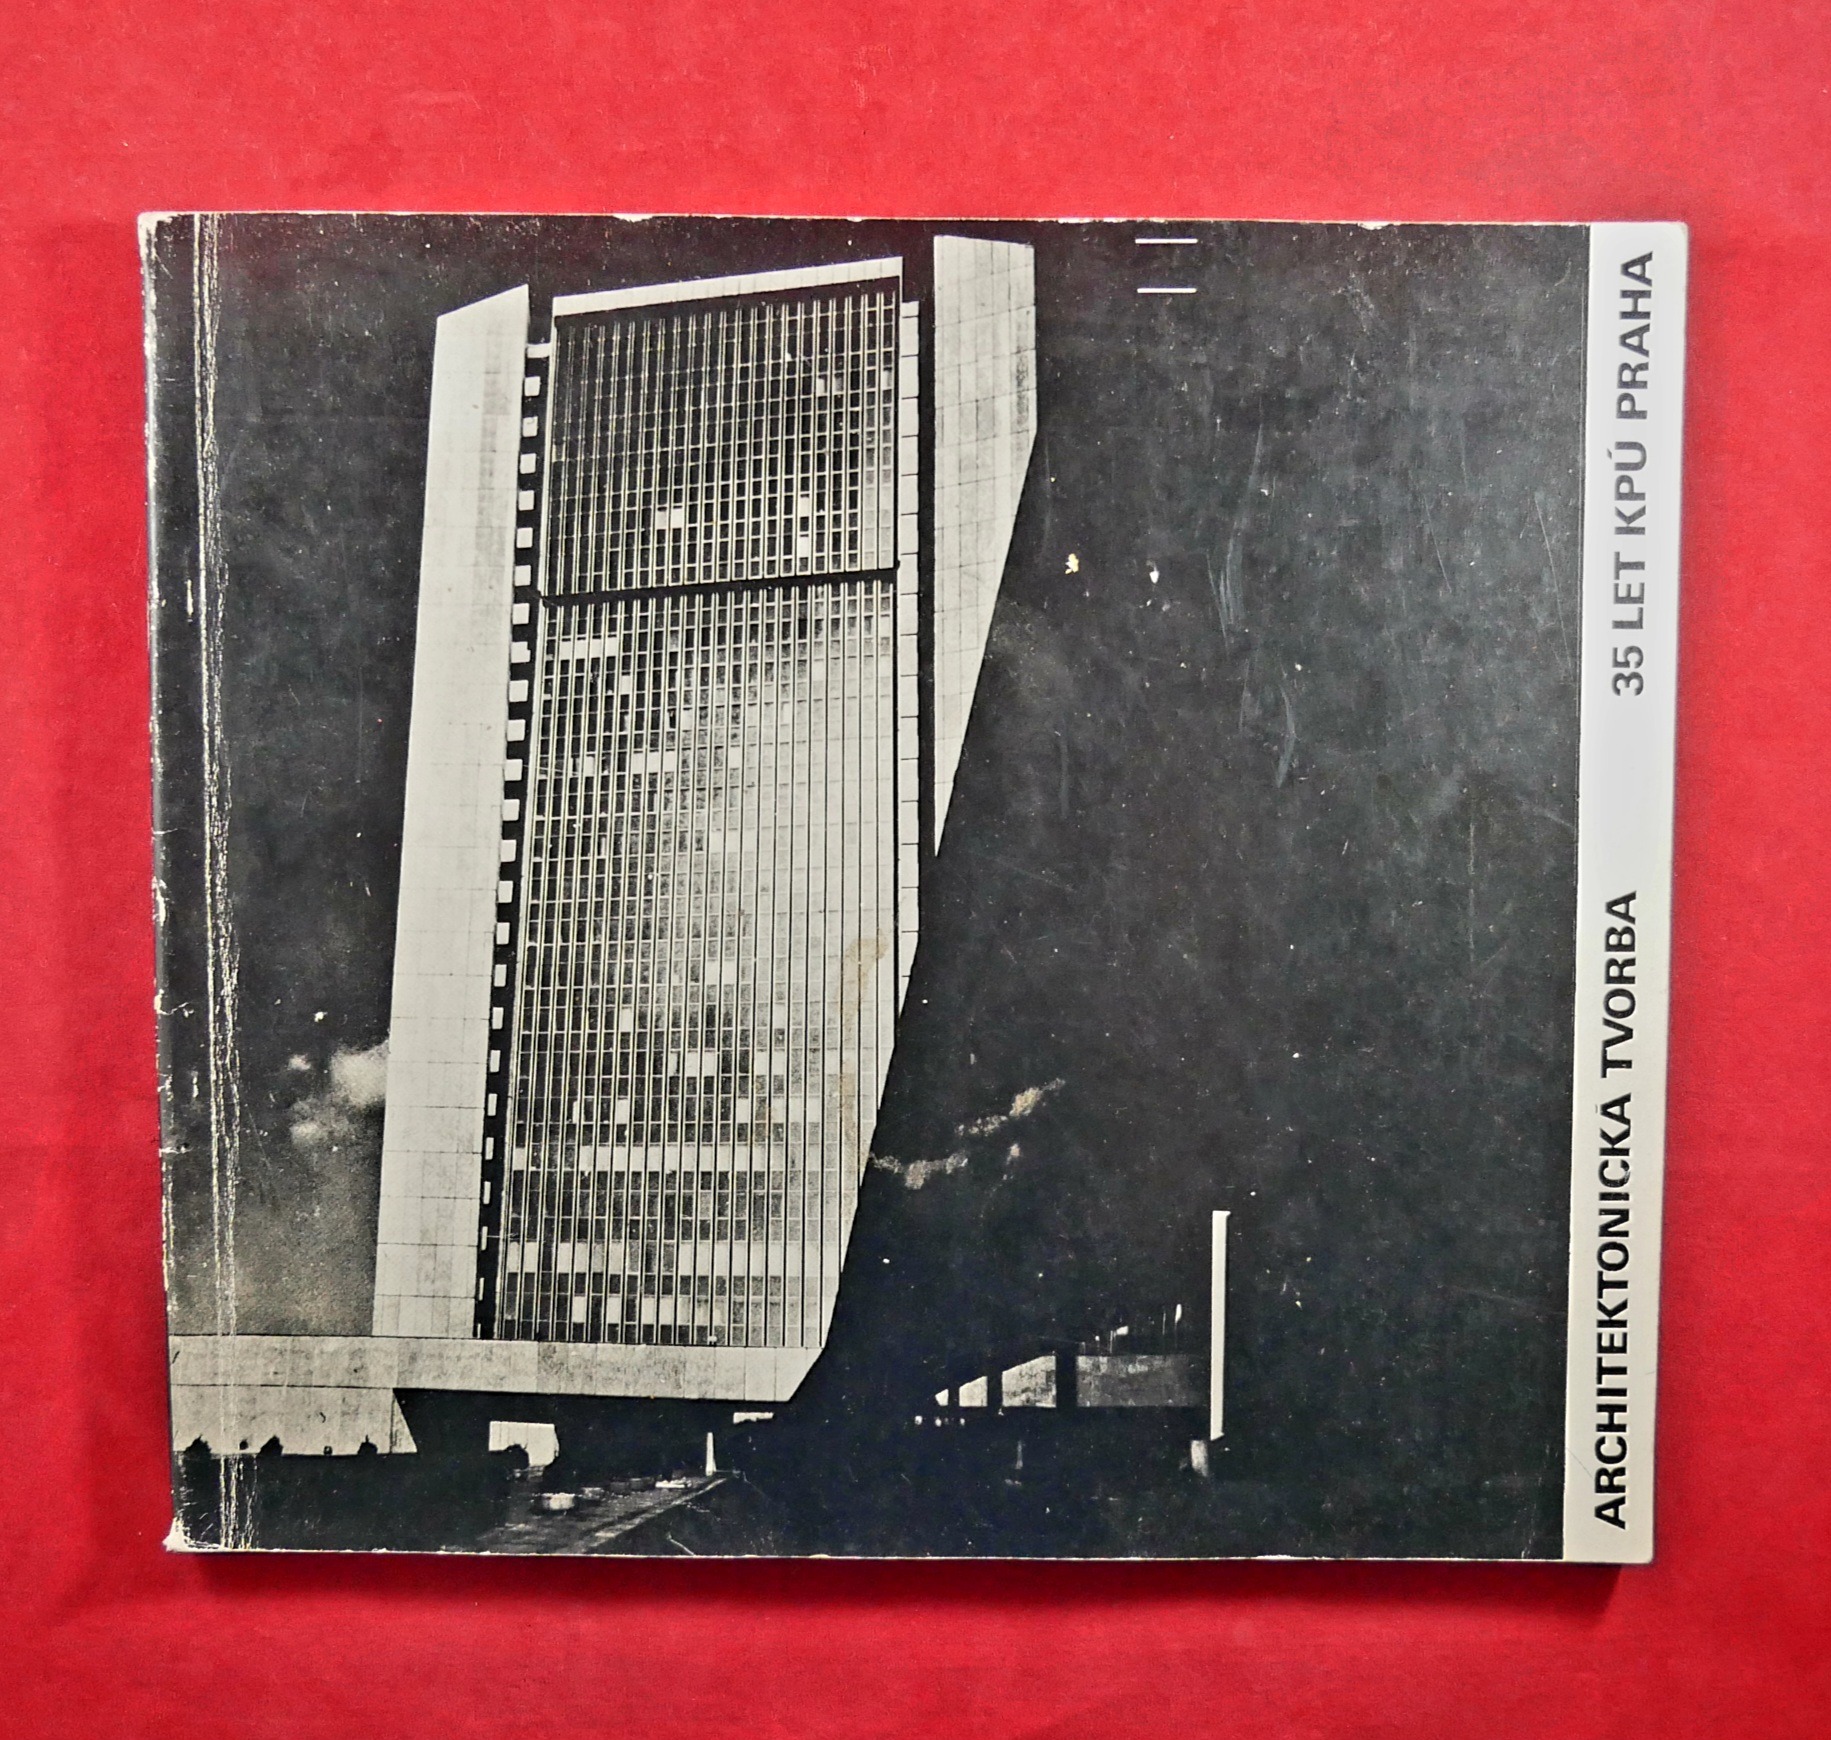 ARCHITEKTONICKÁ TVORBA 35 LET KPÚ PRAHA